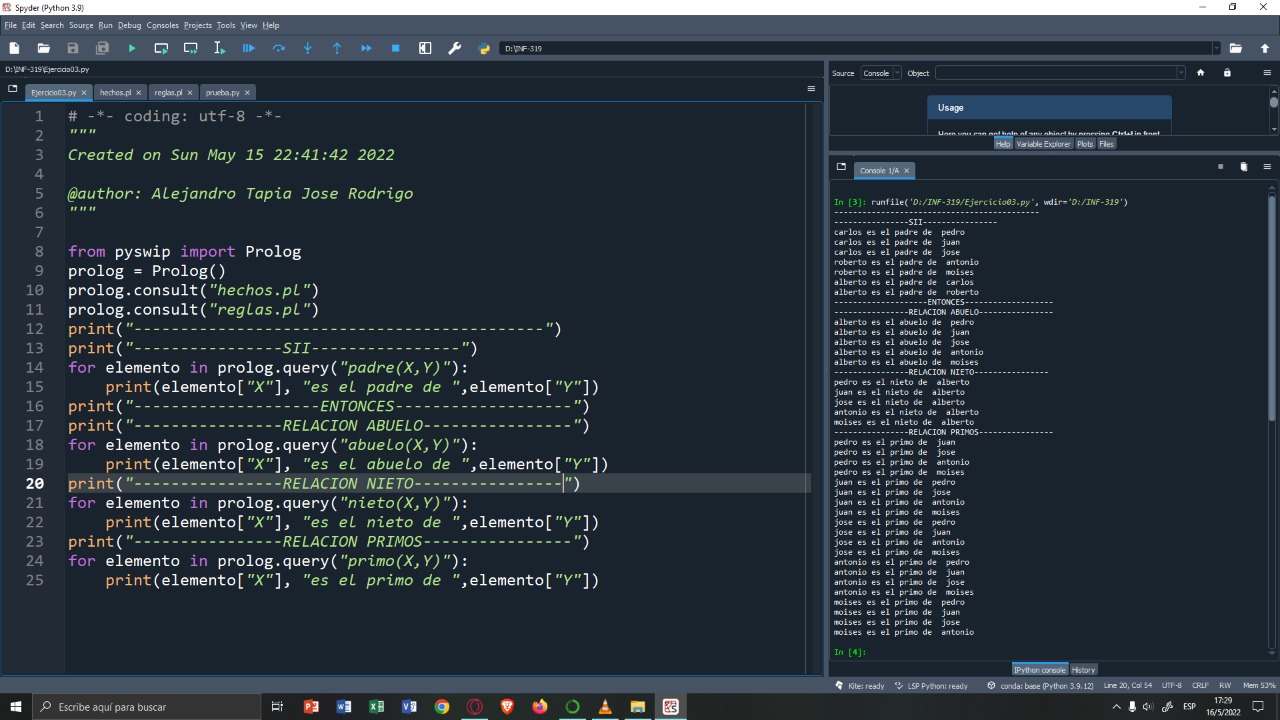 Spyder (Python 3.9)
File Edit Search Source Run Debug Consoles Projects Tools View Help
D:\INF-319
D:\INF-319\Ejercicio03.py
Ejercicio03.py hechos.pl reglas.pl prueba.py
1 # -*- coding: utf-8 -*-
2 """
3 Created on Sun May 15 22:41:42 2022
4
5 @author: Alejandro Tapia Jose Rodrigo
6 """
7
8 from pyswip import Prolog
9 prolog = Prolog()
10 prolog.consult("hechos.pl")
11 prolog.consult("reglas.pl")
12 print("--------------------------------------------")
13 print("----------------SII----------------")
14 for elemento in prolog.query("padre(X,Y)"):
15 print(elemento["X"], "es el padre de ",elemento["Y"])
16 print("--------------------ENTONCES-------------------")
17 print("----------------RELACION ABUELO----------------")
18 for elemento in prolog.query("abuelo(X,Y)"):
19 print(elemento["X"], "es el abuelo de ",elemento["Y"])
20 print("----------------RELACION NIETO----------------")
21 for elemento in prolog.query("nieto(X,Y)"):
22 print(elemento["X"], "es el nieto de ",elemento["Y"])
23 print("----------------RELACION PRIMOS----------------")
24 for elemento in prolog.query("primo(X,Y)"):
25 print(elemento["X"], "es el primo de ",elemento["Y"])
Source Console Object
Usage
Here you can get help of any object by pressing Ctrl+I in front
Help Variable Explorer Plots Files
Console 1/A
In [3]: runfile('D:/INF-319/Ejercicio03.py', wdir='D:/INF-319')
--------------------------------------------
----------------SII----------------
carlos es el padre de pedro
carlos es el padre de juan
carlos es el padre de jose
roberto es el padre de antonio
roberto es el padre de moises
alberto es el padre de carlos
alberto es el padre de roberto
--------------------ENTONCES-------------------
----------------RELACION ABUELO----------------
alberto es el abuelo de pedro
alberto es el abuelo de juan
alberto es el abuelo de jose
alberto es el abuelo de antonio
alberto es el abuelo de moises
----------------RELACION NIETO----------------
pedro es el nieto de alberto
juan es el nieto de alberto
jose es el nieto de alberto
antonio es el nieto de alberto
moises es el nieto de alberto
----------------RELACION PRIMOS----------------
pedro es el primo de juan
pedro es el primo de jose
pedro es el primo de antonio
pedro es el primo de moises
juan es el primo de pedro
juan es el primo de jose
juan es el primo de antonio
juan es el primo de moises
jose es el primo de pedro
jose es el primo de juan
jose es el primo de antonio
jose es el primo de moises
antonio es el primo de pedro
antonio es el primo de juan
antonio es el primo de jose
antonio es el primo de moises
moises es el primo de pedro
moises es el primo de juan
moises es el primo de jose
moises es el primo de antonio
In [4]:
IPython console History
Kite: ready LSP Python: ready conda: base (Python 3.9.12) Line 20, Col 54 UTF-8 CRLF RW Mem 53%
Escribe aquí para buscar
ESP
17:29
16/5/2022